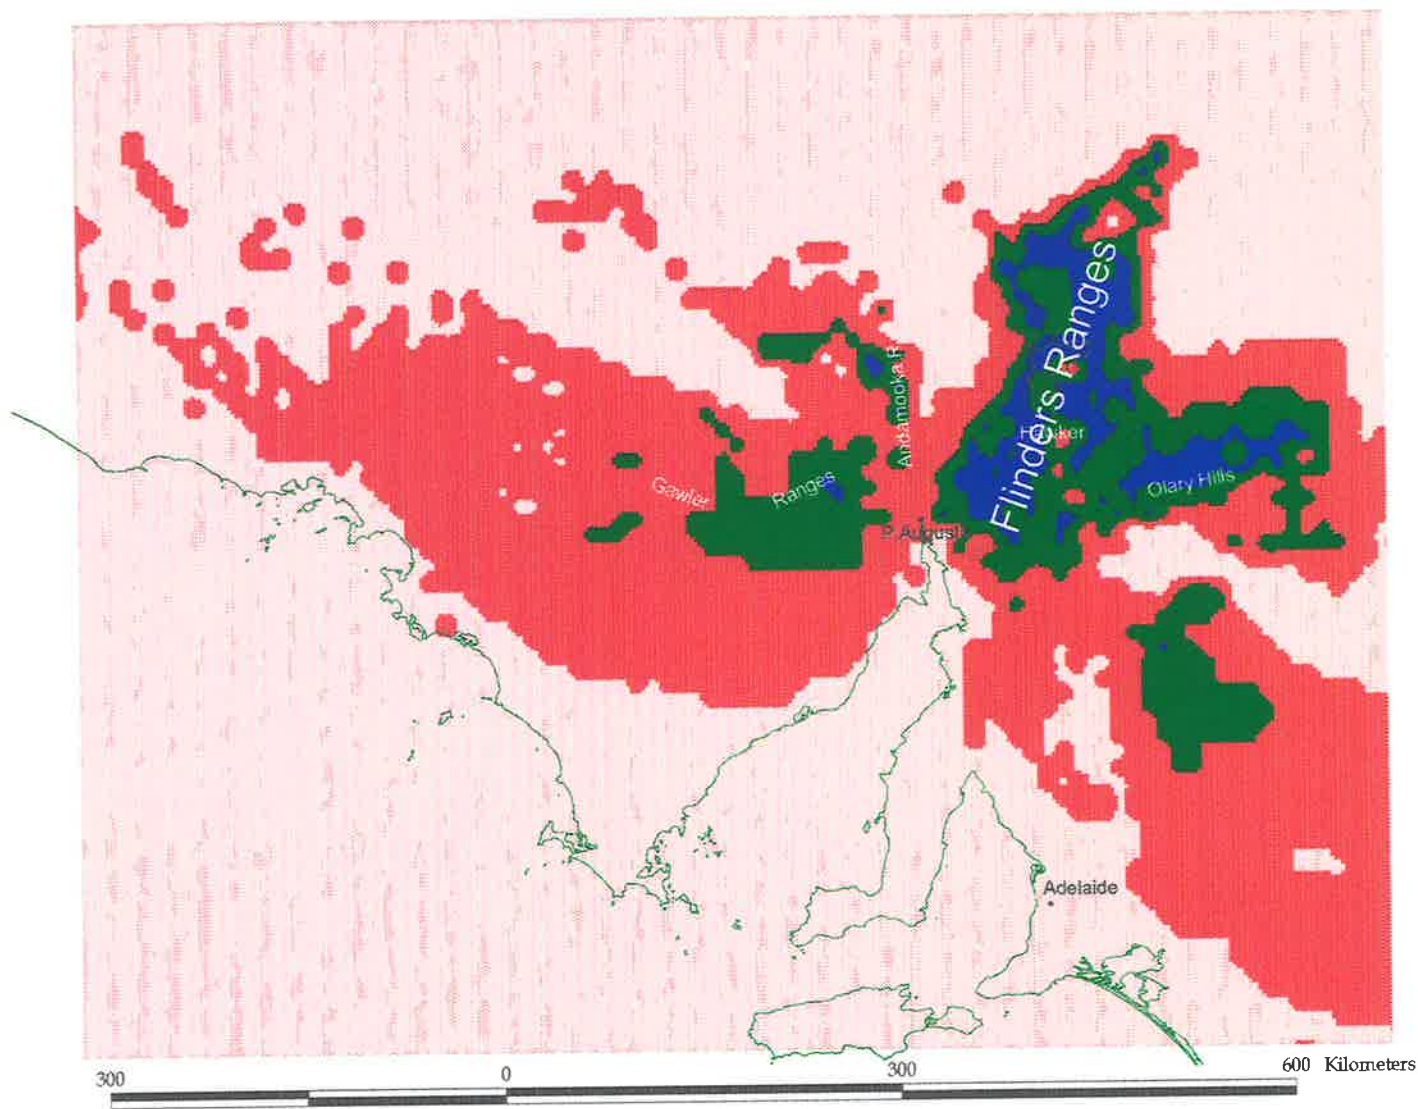 Flinders Ranges
Andamooka R
Hawker
Gawler Ranges
Olary Hills
P. Augusta
Adelaide
300 0 300 600 Kilometers